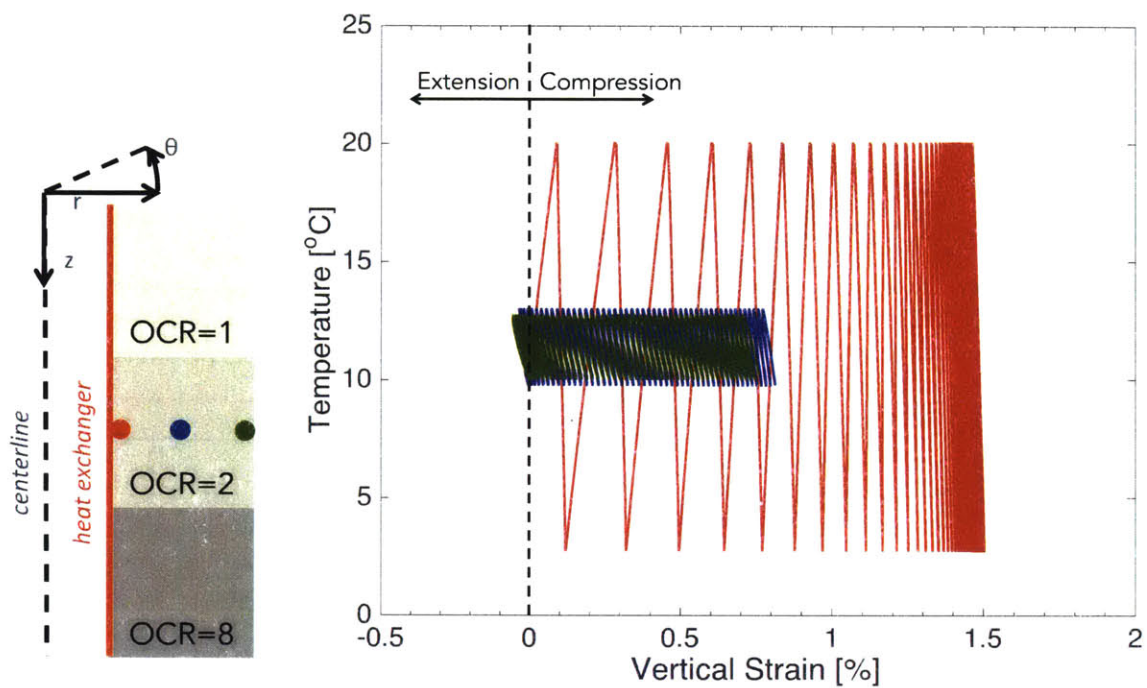 θ
r
z
OCR=1
OCR=2
OCR=8
centerline
heat exchanger
Extension
Compression
25
20
15
10
5
0
Temperature [°C]
-0.5
0
0.5
1
1.5
2
Vertical Strain [%]